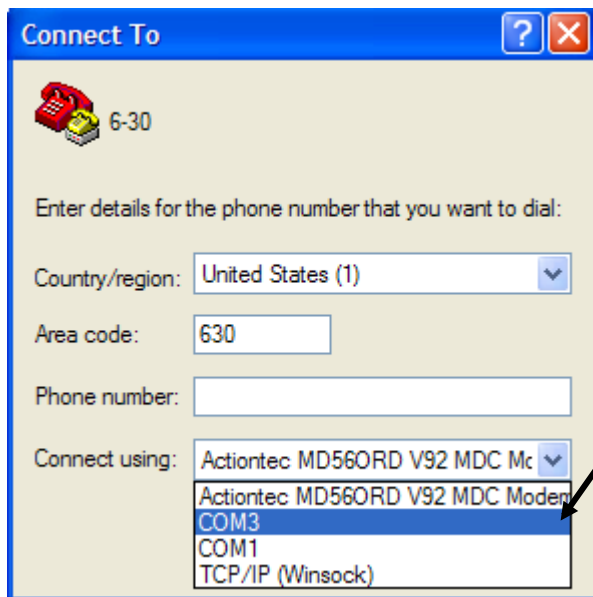 Connect To
6-30
Enter details for the phone number that you want to dial:
Country/region: United States (1)
Area code: 630
Phone number:
Connect using: Actiontec MD56ORD V92 MDC Mc
Actiontec MD56ORD V92 MDC Modem
COM3
COM1
TCP/IP (Winsock)